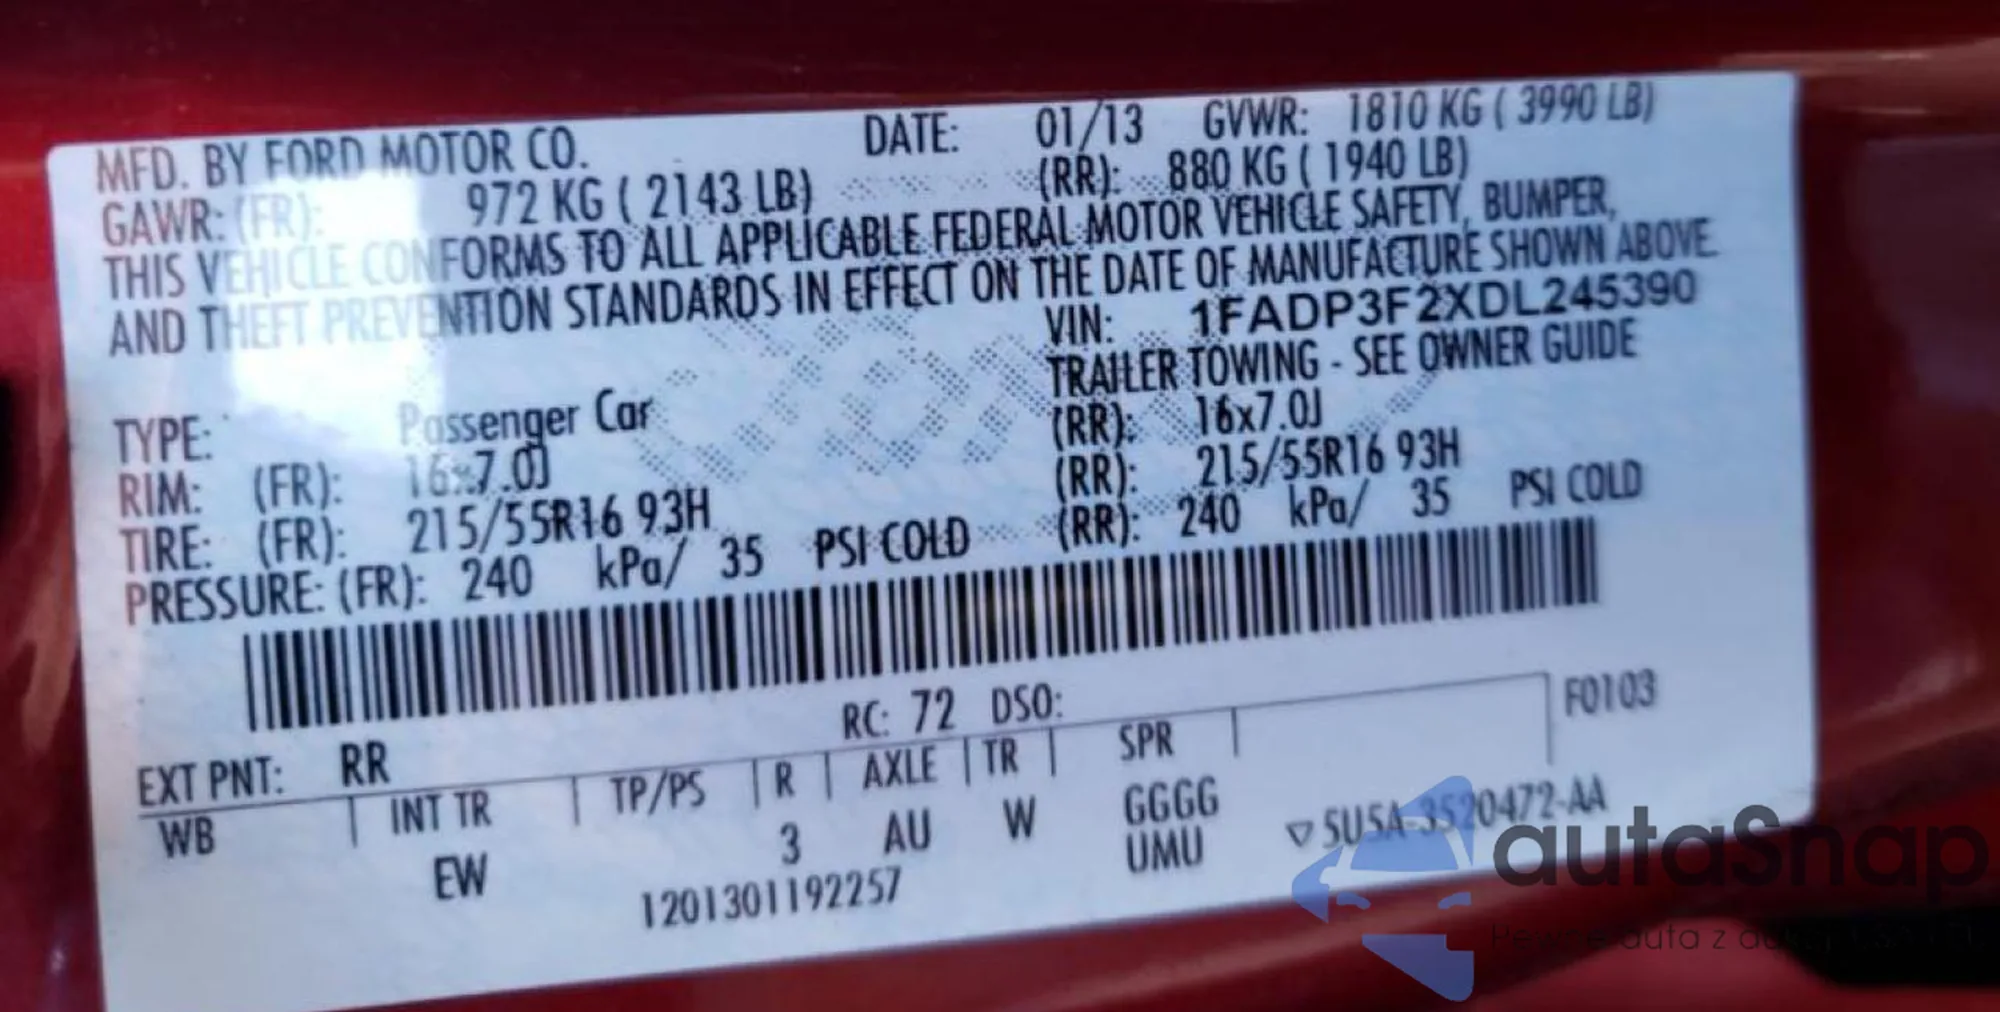 MFD. BY FORD MOTOR CO. DATE: 01/13 GVWR: 1810 KG ( 3990 LB)
GAWR: (FR): 972 KG ( 2143 LB) (RR): 880 KG ( 1940 LB)
THIS VEHICLE CONFORMS TO ALL APPLICABLE FEDERAL MOTOR VEHICLE SAFETY, BUMPER,
AND THEFT PREVENTION STANDARDS IN EFFECT ON THE DATE OF MANUFACTURE SHOWN ABOVE
VIN: 1FADP3F2XDL245390
TRAILER TOWING - SEE OWNER GUIDE
TYPE: Passenger Car
RIM: (FR): 16x7.0J (RR): 16x7.0J
TIRE: (FR): 215/55R16 93H (RR): 215/55R16 93H
PRESSURE: (FR): 240 kPa/ 35 PSI COLD (RR): 240 kPa/ 35 PSI COLD
RC: 72 DSO: F0103
EXT PNT: RR
WB INT TR TP/PS R AXLE TR SPR
EW 3 AU W GGGG
UMU
▽5U5A-3520472-AA
1201301192257
autaSnap
auta z